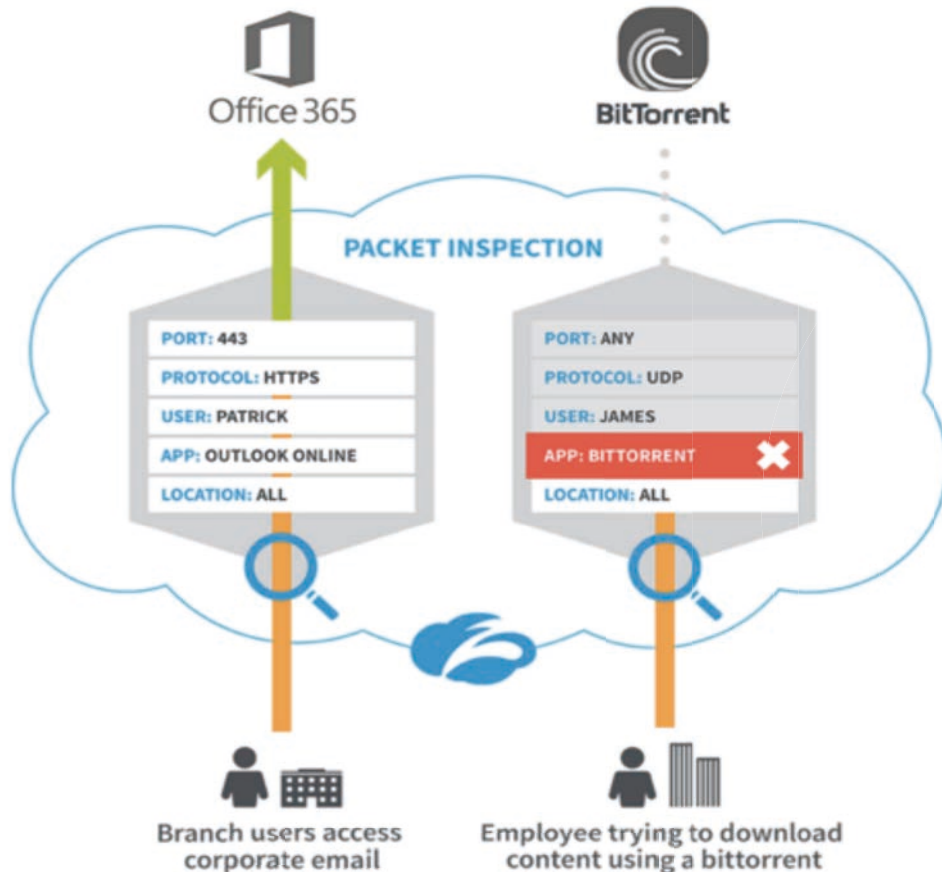 Office 365
BitTorrent
PACKET INSPECTION
PORT: 443
PROTOCOL: HTTPS
USER: PATRICK
APP: OUTLOOK ONLINE
LOCATION: ALL
PORT: ANY
PROTOCOL: UDP
USER: JAMES
APP: BITTORRENT
LOCATION: ALL
Branch users access
corporate email
Employee trying to download
content using a bittorrent